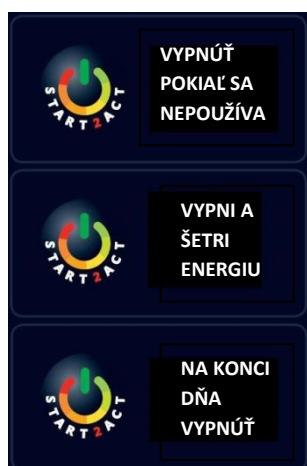 START2ACT
VYPNÚŤ
POKIAĽ SA
NEPOUŽÍVA
START2ACT
VYPNI A
ŠETRI
ENERGIU
START2ACT
NA KONCI
DŇA
VYPNÚŤ